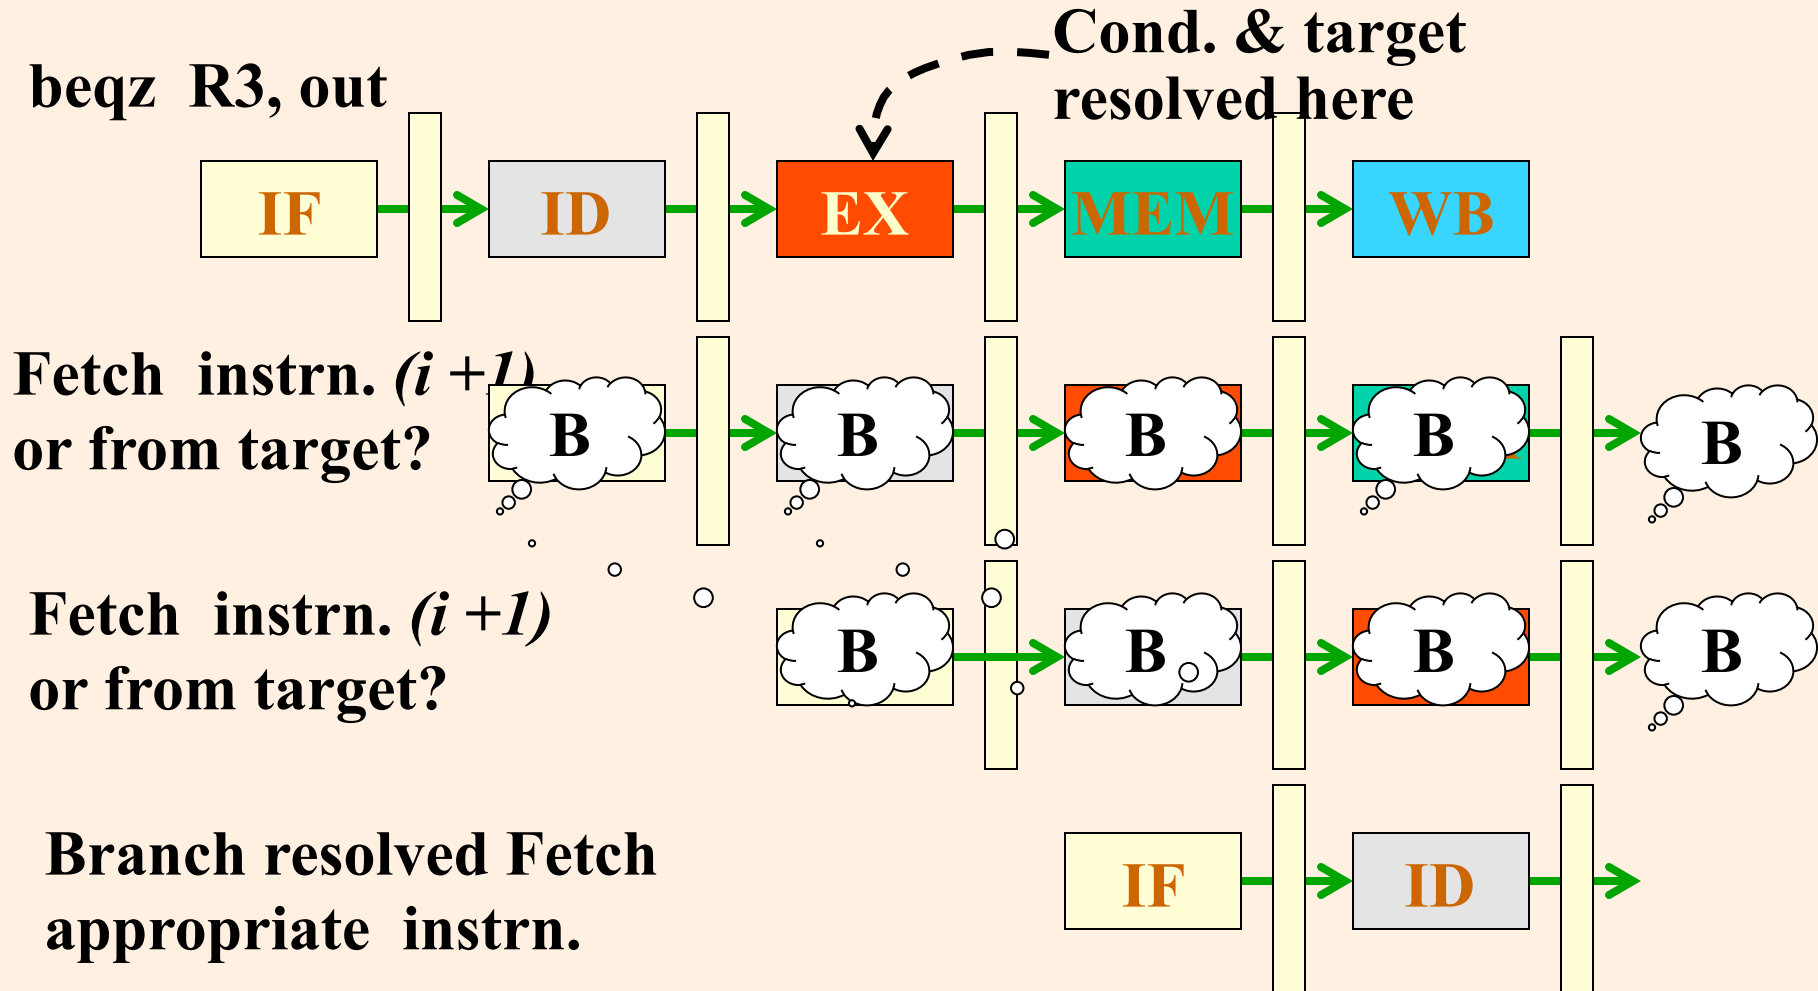 Cond. & target
resolved here
beqz R3, out
IF ID EX MEM WB
Fetch instrn. (i +1)
or from target?
B B B B B
Fetch instrn. (i +1)
or from target?
B B B B
Branch resolved Fetch
appropriate instrn.
IF ID